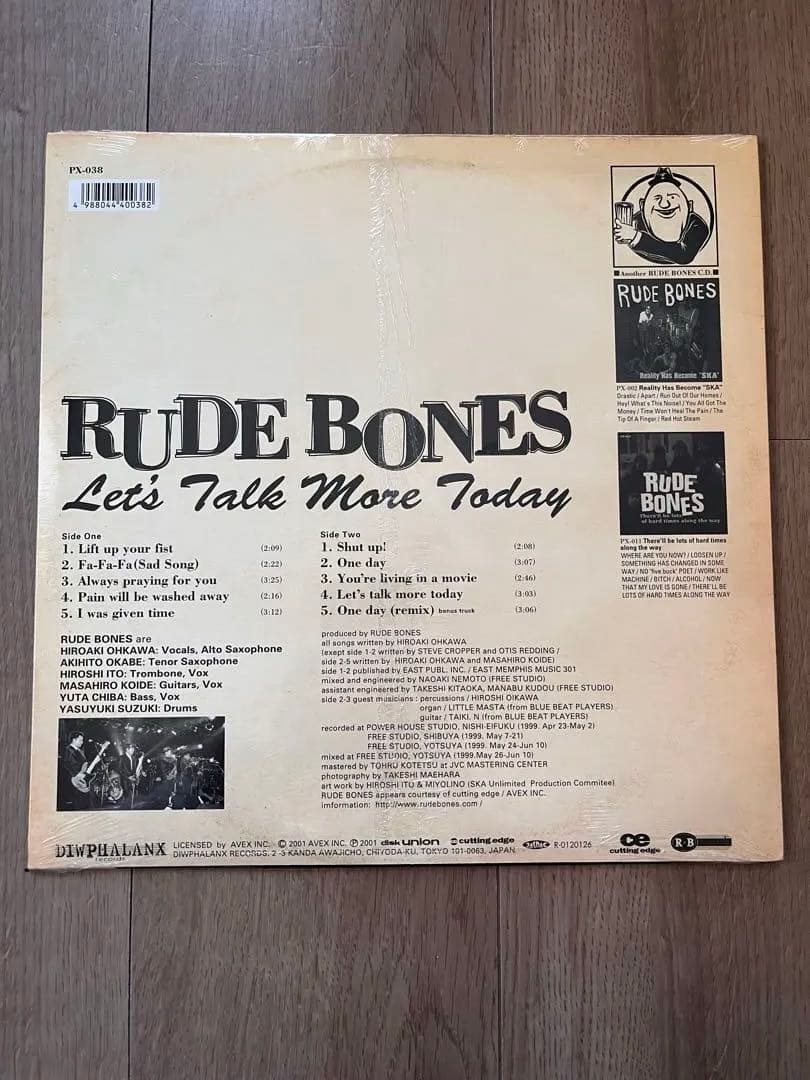 PX-038
4 988044 400382
■Another RUDE BONES C.D.■
RUDE BONES
Reality Has Become "SKA"
PX-002 Reality Has Become "SKA"
Drastic / Apart / Run Out Of Our Homes /
Hey! What's This Noise! / You All Got The
Money / Time Won't Heal The Pain / The
Tip Of A Finger / Red Hot Steam
RUDE
BONES
There'll be lots
of hard times along the way
PX-011 There'll be lots of hard times
along the way
WHERE ARE YOU NOW? / LOOSEN UP /
SOMETHING HAS CHANGED IN SOME
WAY / NO 'five buck' POET / WORK LIKE
MACHINE / BITCH / ALCOHOL / NOW
THAT MY LOVE IS GONE / THERE'LL BE
LOTS OF HARD TIMES ALONG THE WAY
RUDE BONES
Let's Talk More Today
Side One
1. Lift up your fist (2:09)
2. Fa-Fa-Fa(Sad Song) (2:22)
3. Always praying for you (3:25)
4. Pain will be washed away (2:16)
5. I was given time (3:12)
Side Two
1. Shut up! (2:08)
2. One day (3:07)
3. You're living in a movie (2:46)
4. Let's talk more today (3:03)
5. One day (remix) bonus truck (3:06)
RUDE BONES are
HIROAKI OHKAWA: Vocals, Alto Saxophone
AKIHITO OKABE: Tenor Saxophone
HIROSHI ITO: Trombone, Vox
MASAHIRO KOIDE: Guitars, Vox
YUTA CHIBA: Bass, Vox
YASUYUKI SUZUKI: Drums
produced by RUDE BONES
all songs written by HIROAKI OHKAWA
(exept side 1-2 written by STEVE CROPPER and OTIS REDDING /
side 2-5 written by HIROAKI OHKAWA and MASAHIRO KOIDE)
side 1-2 publishad by EAST PUBL. INC. / EAST MEMPHIS MUSIC 301
mixed and engineered by NAOAKI NEMOTO (FREE STUDIO)
assistant engineered by TAKESHI KITAOKA, MANABU KUDOU (FREE STUDIO)
side 2-3 guest musicians : percussions / HIROSHI OIKAWA
organ / LITTLE MASTA (from BLUE BEAT PLAYERS)
guitar / TAIKI. N (from BLUE BEAT PLAYERS)
recorded at POWER HOUSE STUDIO, NISHI-EIFUKU (1999. Apr 23-May 2)
FREE STUDIO, SHIBUYA (1999. May 7-21)
FREE STUDIO, YOTSUYA (1999. May 24-Jun 10)
mixed at FREE STUDIO, YOTSUYA (1999.May 26-Jun 10)
mastered by TOHRU KOTETSU at JVC MASTERING CENTER
photography by TAKESHI MAEHARA
art work by HIROSHI ITO & MIYOLINO (SKA Unlimited Production Commitee)
RUDE BONES appears courtesy of cutting edge / AVEX INC.
imformation: http://www.rudebones.com /
DIWPHALANX
records
LICENSED by AVEX INC. © 2001 AVEX INC. ℗ 2001 disk union cutting edge R-0120126
DIWPHALANX RECORDS. 2-3 KANDA AWAJICHO, CHIYODA-KU, TOKYO 101-0063, JAPAN
ce
cutting edge
R·B